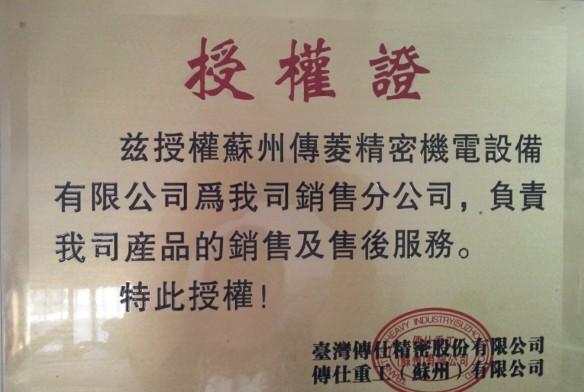 授權證
茲授權蘇州傳菱精密機電設備
有限公司爲我司銷售分公司，負責
我司産品的銷售及售後服務。
特此授權！
臺灣傳仕精密股份有限公司
傳仕重工（蘇州）有限公司